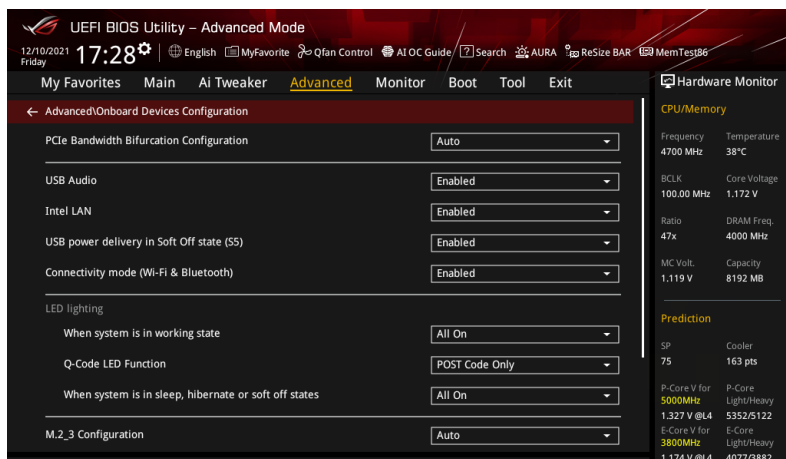 UEFI BIOS Utility – Advanced Mode
12/10/2021 Friday 17:28 English MyFavorite Qfan Control AI OC Guide ? Search AURA ReSize BAR MemTest86
My Favorites Main Ai Tweaker Advanced Monitor Boot Tool Exit
← Advanced\Onboard Devices Configuration
PCIe Bandwidth Bifurcation Configuration Auto
USB Audio Enabled
Intel LAN Enabled
USB power delivery in Soft Off state (S5) Enabled
Connectivity mode (Wi-Fi & Bluetooth) Enabled
LED lighting
When system is in working state All On
Q-Code LED Function POST Code Only
When system is in sleep, hibernate or soft off states All On
M.2_3 Configuration Auto
Hardware Monitor
CPU/Memory
Frequency Temperature
4700 MHz 38°C
BCLK Core Voltage
100.00 MHz 1.172 V
Ratio DRAM Freq.
47x 4000 MHz
MC Volt. Capacity
1.119 V 8192 MB
Prediction
SP Cooler
75 163 pts
P-Core V for P-Core
5000MHz Light/Heavy
1.327 V @L4 5352/5122
E-Core V for E-Core
3800MHz Light/Heavy
1.174 V @L4 4077/3882